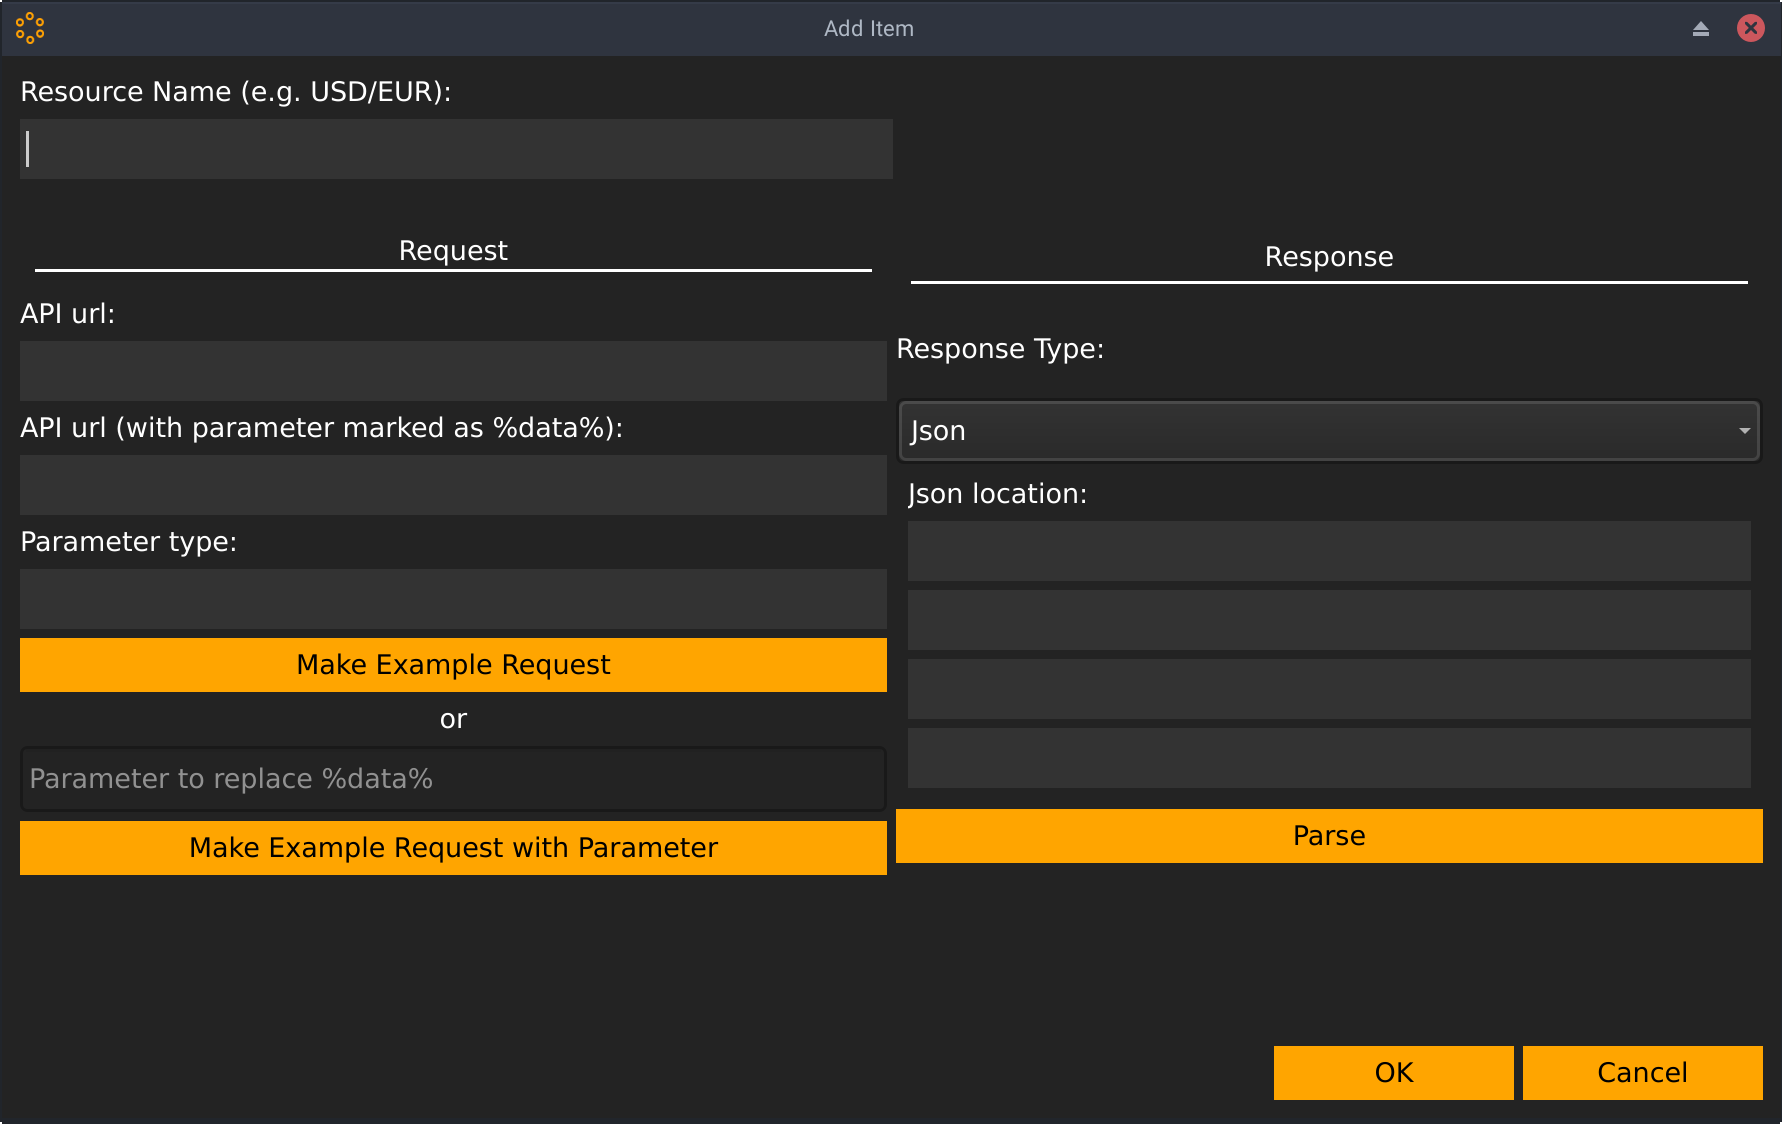 Add Item
Resource Name (e.g. USD/EUR):
Request
API url:
API url (with parameter marked as %data%):
Parameter type:
Make Example Request
or
Parameter to replace %data%
Make Example Request with Parameter
Response
Response Type:
Json
Json location:
Parse
OK
Cancel